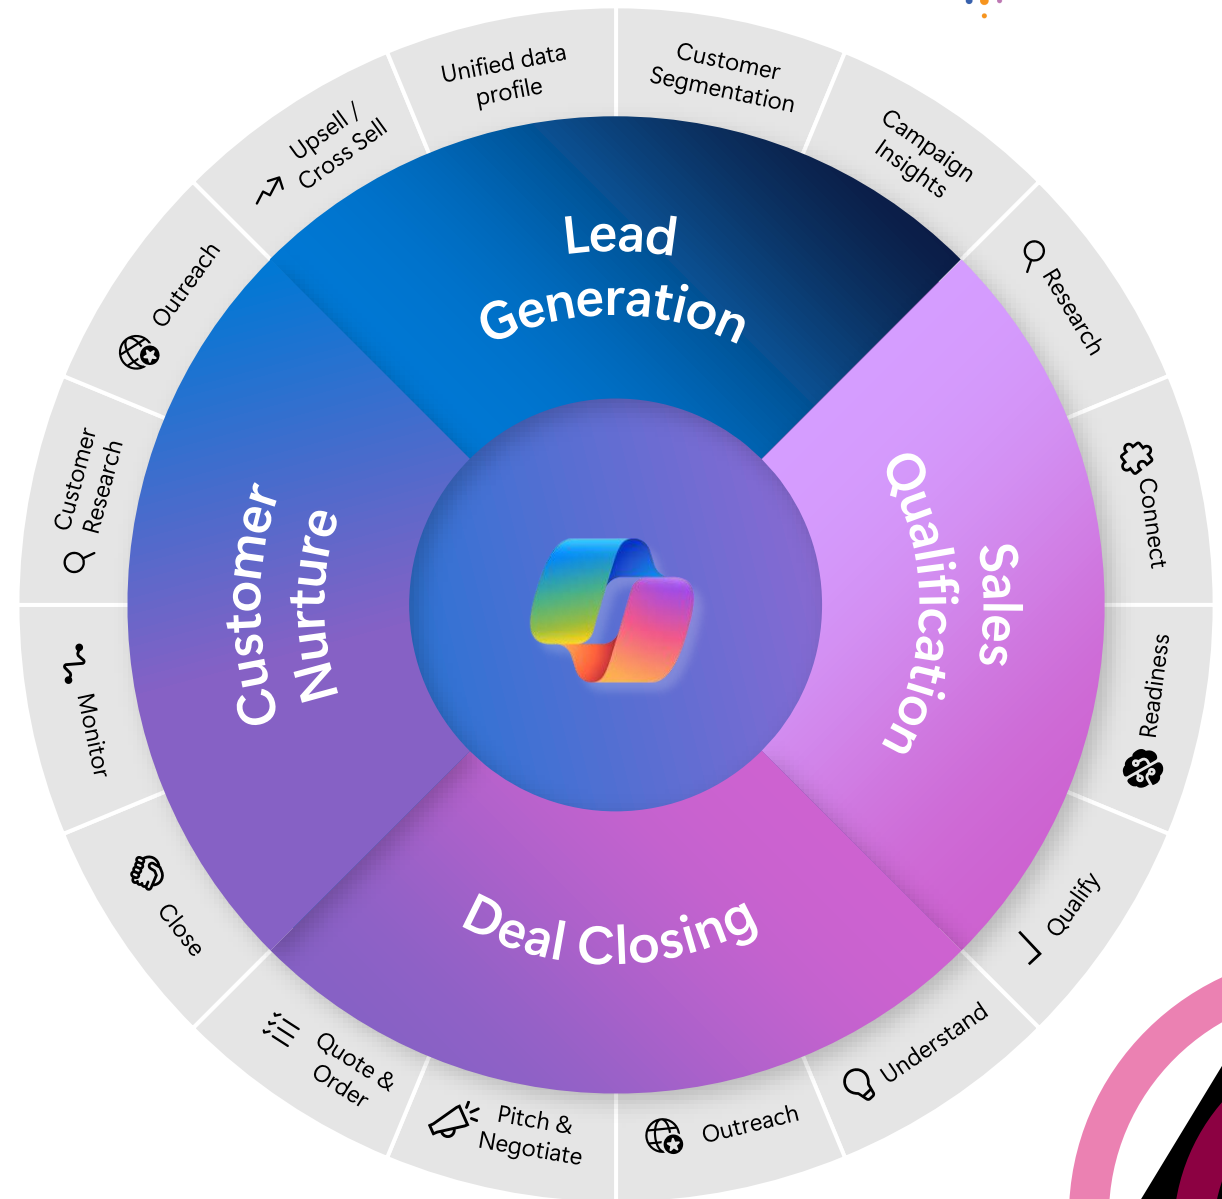 Unified data
profile
Customer
Segmentation
Campaign
Insights
Research
Connect
Readiness
Qualify
Understand
Outreach
Pitch &
Negotiate
Quote &
Order
Close
Monitor
Customer
Research
Outreach
Upsell /
Cross Sell
Lead
Generation
Sales
Qualification
Deal Closing
Customer
Nurture